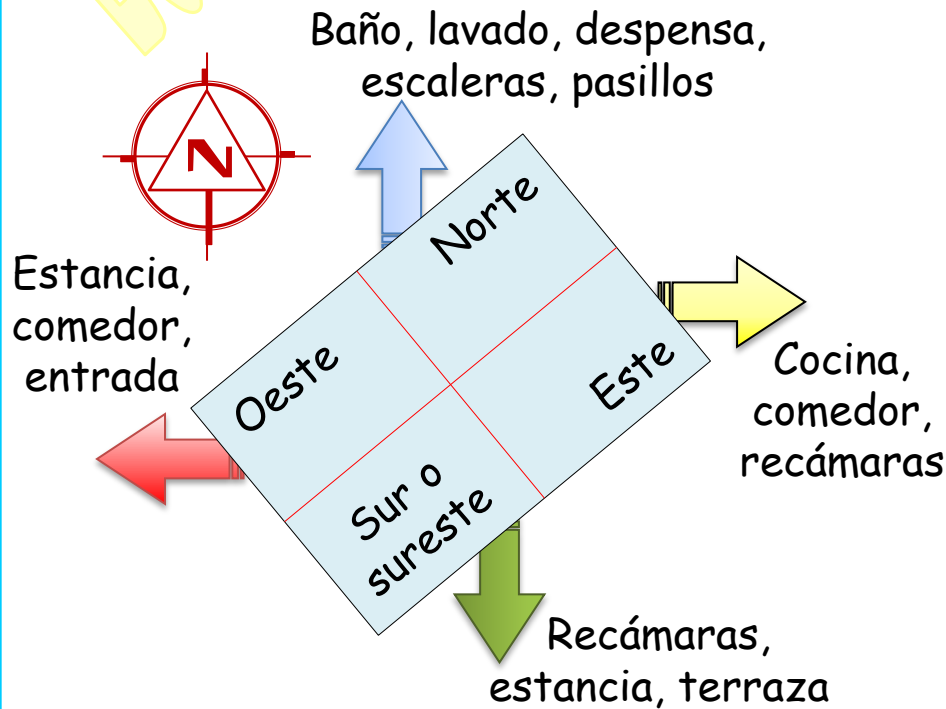 Baño, lavado, despensa,
escaleras, pasillos
N
Norte
Estancia,
comedor,
entrada
Oeste
Este
Cocina,
comedor,
recámaras
Sur o
sureste
Recámaras,
estancia, terraza